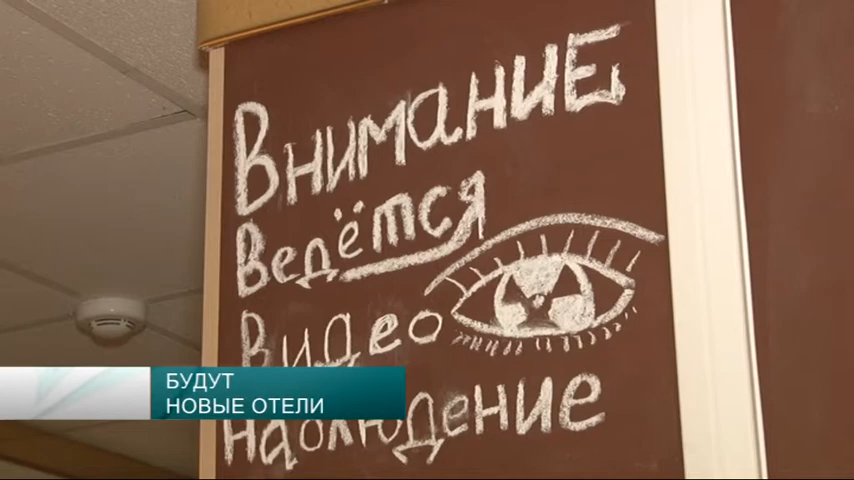 Внимание
Ведётся
Видео
наблюдение
БУДУТ
НОВЫЕ ОТЕЛИ